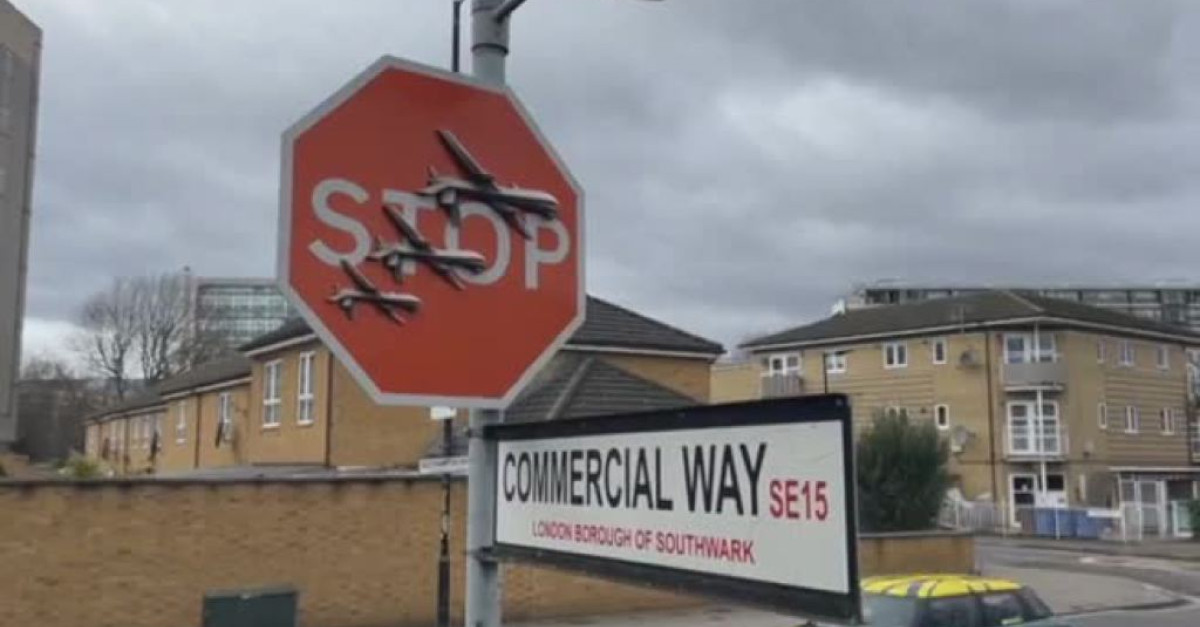 STOP
COMMERCIAL WAY SE15
LONDON BOROUGH OF SOUTHWARK